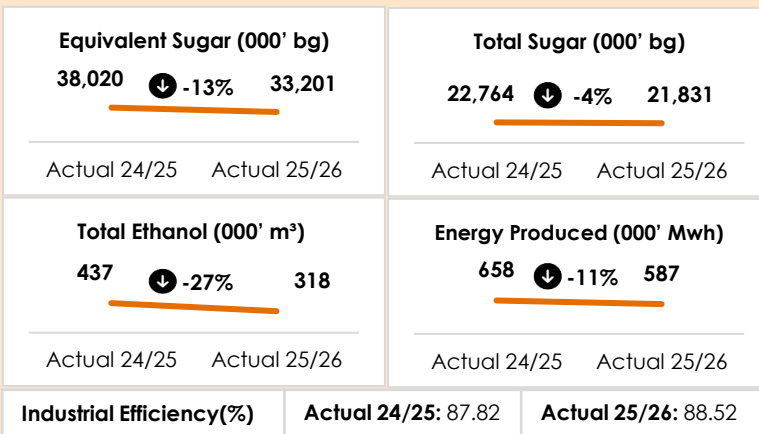 Equivalent Sugar (000' bg)
38,020 -13% 33,201
Actual 24/25 Actual 25/26
Total Sugar (000' bg)
22,764 -4% 21,831
Actual 24/25 Actual 25/26
Total Ethanol (000' m³)
437 -27% 318
Actual 24/25 Actual 25/26
Energy Produced (000' Mwh)
658 -11% 587
Actual 24/25 Actual 25/26
Industrial Efficiency(%) Actual 24/25: 87.82 Actual 25/26: 88.52